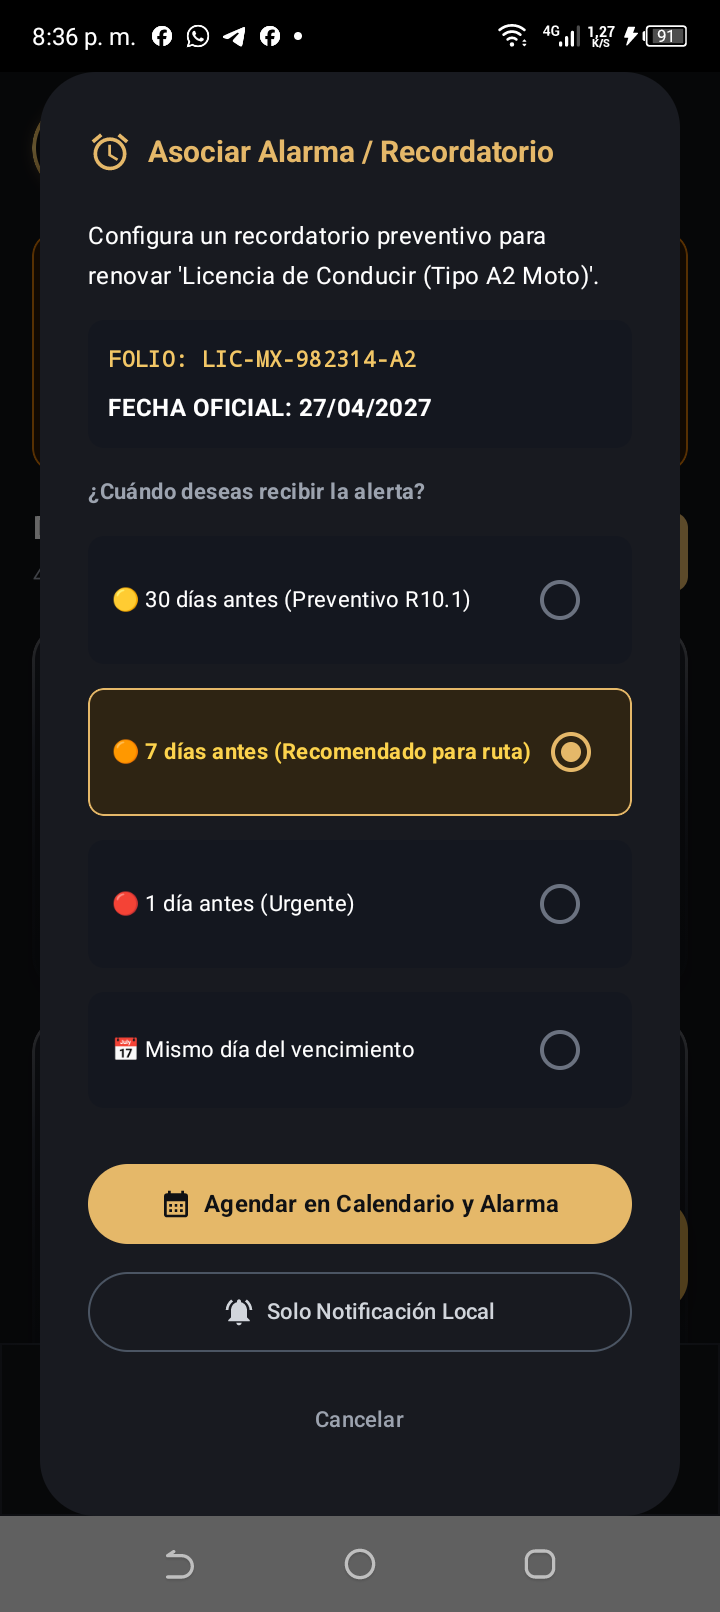 8:36 p. m.
4G
1,27
K/S
91
Asociar Alarma / Recordatorio
Configura un recordatorio preventivo para
renovar 'Licencia de Conducir (Tipo A2 Moto)'.
FOLIO: LIC-MX-982314-A2
FECHA OFICIAL: 27/04/2027
¿Cuándo deseas recibir la alerta?
🟡 30 días antes (Preventivo R10.1)
🟠 7 días antes (Recomendado para ruta)
🔴 1 día antes (Urgente)
📅 Mismo día del vencimiento
Agendar en Calendario y Alarma
Solo Notificación Local
Cancelar